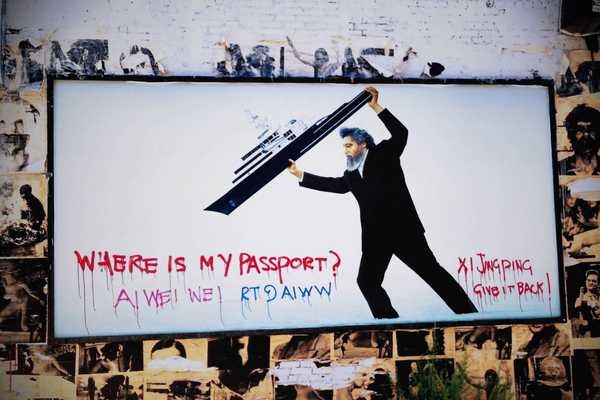 WHERE IS MY PASSPORT?
AI WEI WEI RT@AIWW
XI JINGPING
GIVE IT BACK!